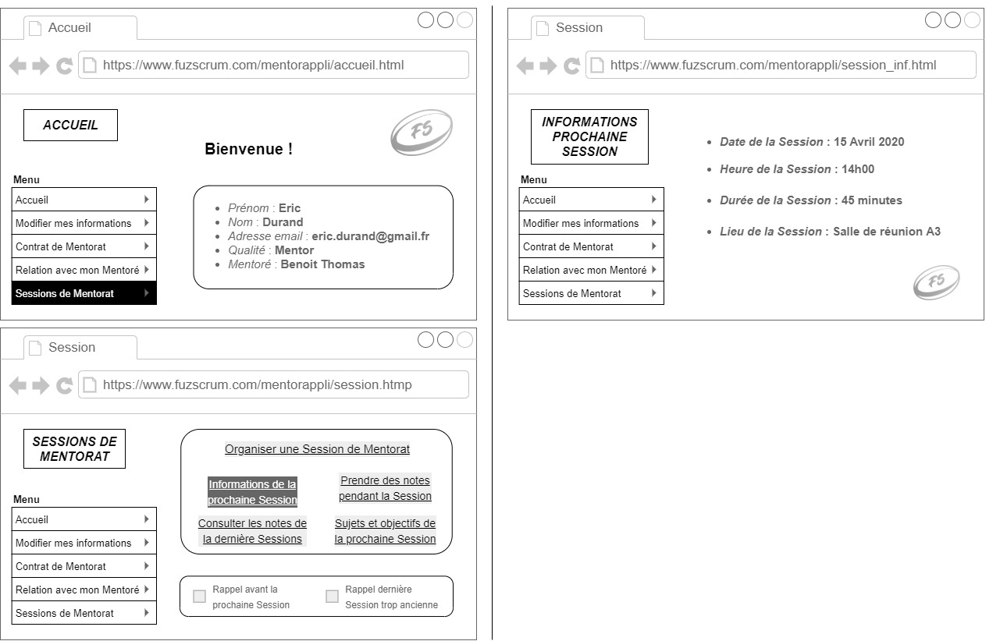 Accueil
https://www.fuzscrum.com/mentorappli/accueil.html
ACCUEIL
FS
Bienvenue !
Menu
Accueil
Modifier mes informations
Contrat de Mentorat
Relation avec mon Mentoré
Sessions de Mentorat
Prénom : Eric
Nom : Durand
Adresse email : eric.durand@gmail.fr
Qualité : Mentor
Mentoré : Benoit Thomas
Session
https://www.fuzscrum.com/mentorappli/session.htmp
SESSIONS DE
MENTORAT
Menu
Accueil
Modifier mes informations
Contrat de Mentorat
Relation avec mon Mentoré
Sessions de Mentorat
Organiser une Session de Mentorat
Informations de la
prochaine Session
Prendre des notes
pendant la Session
Consulter les notes de
la dernière Sessions
Sujets et objectifs de
la prochaine Session
Rappel avant la
prochaine Session
Rappel dernière
Session trop ancienne
Session
https://www.fuzscrum.com/mentorappli/session_inf.html
INFORMATIONS
PROCHAINE
SESSION
Menu
Accueil
Modifier mes informations
Contrat de Mentorat
Relation avec mon Mentoré
Sessions de Mentorat
Date de la Session : 15 Avril 2020
Heure de la Session : 14h00
Durée de la Session : 45 minutes
Lieu de la Session : Salle de réunion A3
FS